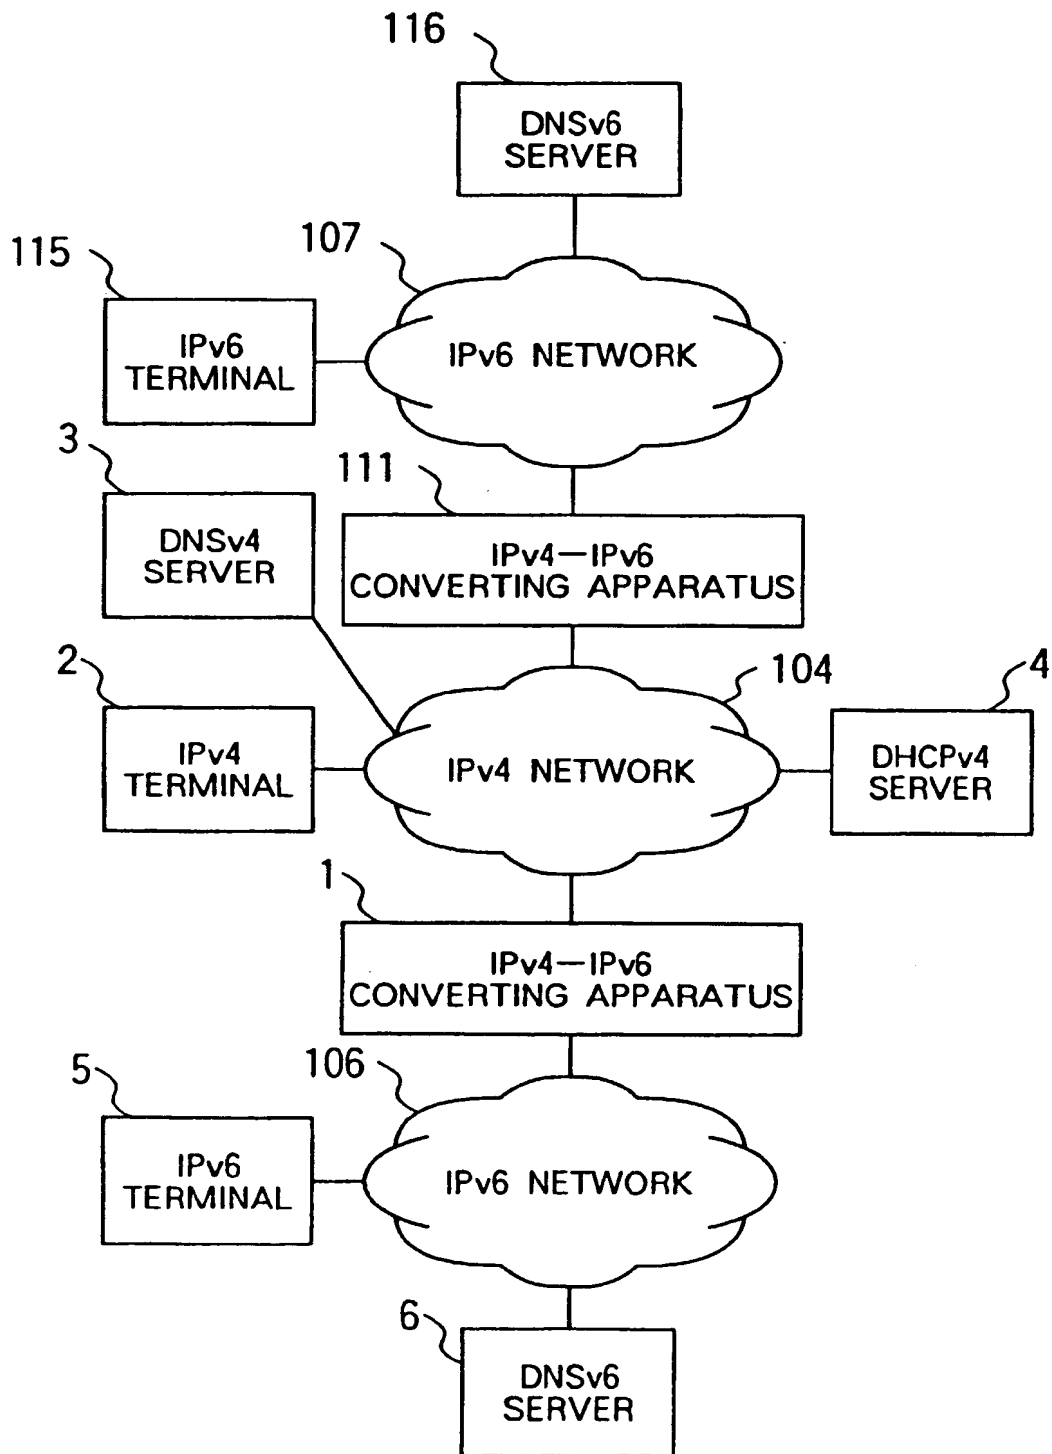 116
DNSv6
SERVER
107
115
IPv6
TERMINAL
IPv6 NETWORK
3
111
DNSv4
SERVER
IPv4—IPv6
CONVERTING APPARATUS
2
104
4
IPv4
TERMINAL
IPv4 NETWORK
DHCPv4
SERVER
1
IPv4—IPv6
CONVERTING APPARATUS
5
106
IPv6
TERMINAL
IPv6 NETWORK
6
DNSv6
SERVER